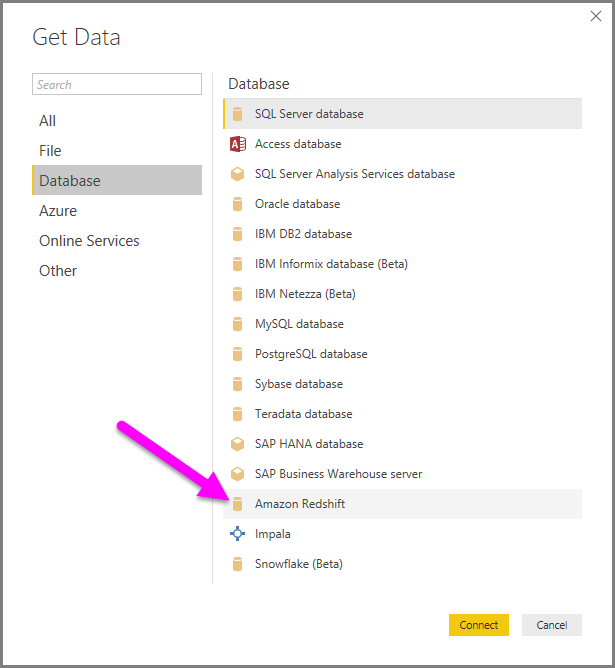 Get Data
Search
All
File
Database
Azure
Online Services
Other
Database
SQL Server database
Access database
SQL Server Analysis Services database
Oracle database
IBM DB2 database
IBM Informix database (Beta)
IBM Netezza (Beta)
MySQL database
PostgreSQL database
Sybase database
Teradata database
SAP HANA database
SAP Business Warehouse server
Amazon Redshift
Impala
Snowflake (Beta)
Connect
Cancel